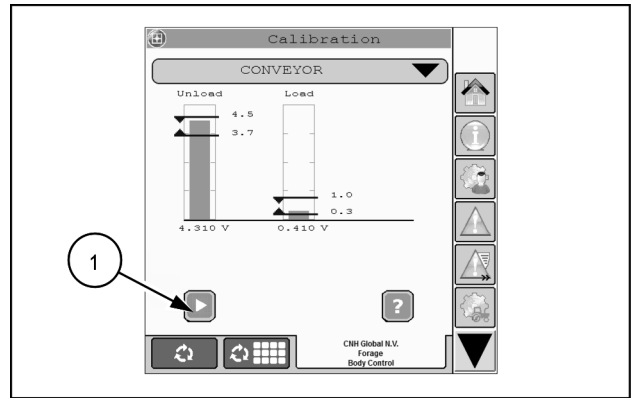 Calibration
CONVEYOR
Unload Load
4.5
3.7
1.0
0.3
4.310 V 0.410 V
1
?
CNH Global N.V.
Forage
Body Control